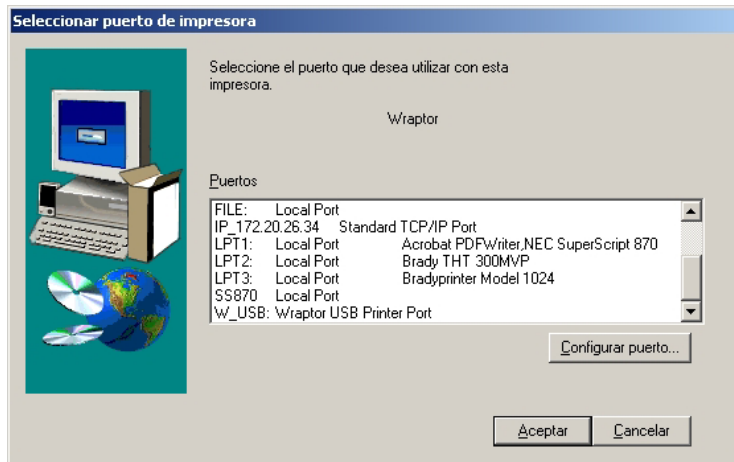 Seleccionar puerto de impresora
Seleccione el puerto que desea utilizar con esta
impresora.
Wraptor
Puertos
FILE: Local Port
IP_172.20.26.34 Standard TCP/IP Port
LPT1: Local Port Acrobat PDFWriter,NEC SuperScript 870
LPT2: Local Port Brady THT 300MVP
LPT3: Local Port Bradyprinter Model 1024
SS870 Local Port
W_USB: Wraptor USB Printer Port
Configurar puerto...
Aceptar Cancelar